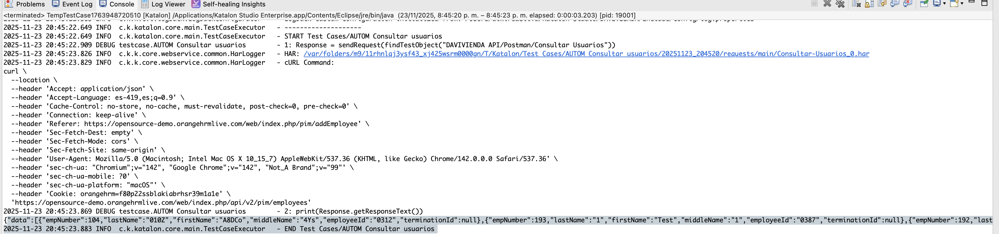 Problems Event Log Console Log Viewer Self-healing Insights
<terminated> TempTestCase1763948720510 [Katalon] /Applications/Katalon Studio Enterprise.app/Contents/Eclipse/jre/bin/java (23/11/2025, 8:45:20 p. m. – 8:45:23 p. m. elapsed: 0:00:03.203) [pid: 19001]
2025-11-23 20:45:22.649 INFO  c.k.katalon.core.main.TestCaseExecutor   - --------------------
2025-11-23 20:45:22.649 INFO  c.k.katalon.core.main.TestCaseExecutor   - START Test Cases/AUTOM Consultar usuarios
2025-11-23 20:45:22.909 DEBUG testcase.AUTOM Consultar usuarios        - 1: Response = sendRequest(findTestObject("DAVIVIENDA API/Postman/Consultar Usuarios"))
2025-11-23 20:45:23.826 INFO  c.k.k.core.webservice.common.HarLogger   - HAR: /var/folders/m9/11rhnlqj3ysf43_xj425wsrm0000gn/T/Katalon/Test Cases/AUTOM Consultar usuarios/20251123_204520/requests/main/Consultar-Usuarios_0.har
2025-11-23 20:45:23.829 INFO  c.k.k.core.webservice.common.HarLogger   - cURL Command:
curl \
  --location \
  --header 'Accept: application/json' \
  --header 'Accept-Language: es-419,es;q=0.9' \
  --header 'Cache-Control: no-store, no-cache, must-revalidate, post-check=0, pre-check=0' \
  --header 'Connection: keep-alive' \
  --header 'Referer: https://opensource-demo.orangehrmlive.com/web/index.php/pim/addEmployee' \
  --header 'Sec-Fetch-Dest: empty' \
  --header 'Sec-Fetch-Mode: cors' \
  --header 'Sec-Fetch-Site: same-origin' \
  --header 'User-Agent: Mozilla/5.0 (Macintosh; Intel Mac OS X 10_15_7) AppleWebKit/537.36 (KHTML, like Gecko) Chrome/142.0.0.0 Safari/537.36' \
  --header 'sec-ch-ua: "Chromium";v="142", "Google Chrome";v="142", "Not_A Brand";v="99"' \
  --header 'sec-ch-ua-mobile: ?0' \
  --header 'sec-ch-ua-platform: "macOS"' \
  --header 'Cookie: orangehrm=f80p22ssblakiabrhsr39m1a1e' \
  'https://opensource-demo.orangehrmlive.com/web/index.php/api/v2/pim/employees'
2025-11-23 20:45:23.869 DEBUG testcase.AUTOM Consultar usuarios        - 2: print(Response.getResponseText())
{"data":[{"empNumber":104,"lastName":"010Z","firstName":"A8DCo","middleName":"4Ys","employeeId":"0312","terminationId":null},{"empNumber":193,"lastName":"1","firstName":"Test","middleName":"1","employeeId":"0387","terminationId":null},{"empNumber":192,"last
2025-11-23 20:45:23.883 INFO  c.k.katalon.core.main.TestCaseExecutor   - END Test Cases/AUTOM Consultar usuarios